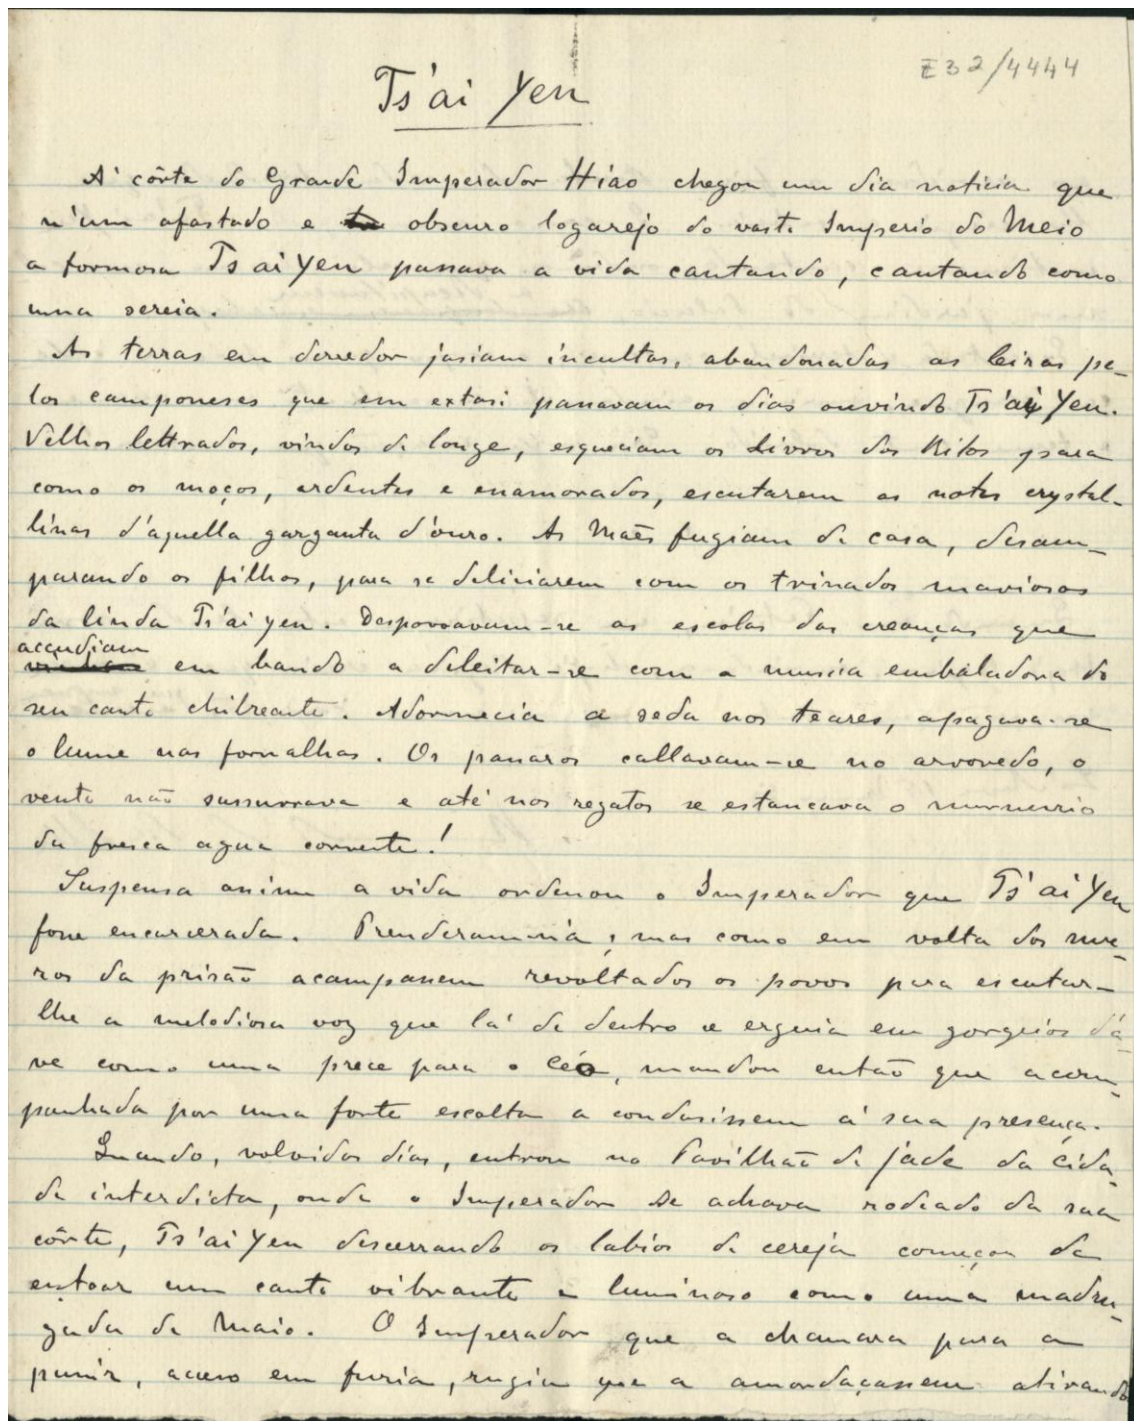 E32/4444
Ts'ai Yen
A' côrte do Grande Imperador Hiao chegou um dia noticia que
n'um afastado e obscuro logarejo do vasto Imperio do Meio
a formosa Ts'ai Yen passava a vida cantando, cantando como
uma sereia.
As terras em derredor jasiam incultas, abandonadas as leiras pe-
los camponeses que em extasi passavam os dias ouvindo Ts'ai Yen.
Velhos lettrados, vindos de longe, esqueciam os Livros dos Ritos para
como os moços, ardentes e enamorados, escutarem as notas crystal-
linas d'aquella garganta d'ouro. As Mães fugiam de casa, desam-
parando os filhos, para se deliciarem com os trinados maviosos
da linda Ts'ai Yen. Despovoavam-se as escolas das creanças que
accudiam
em bando a deleitar-se com a musica embaladora do
seu canto chilreante. Adormecia a seda nos teares, apagava-se
o lume nas fornalhas. Os passaros callavam-se no arvoredo, o
vento não sussurrava e até nos regatos se estancava o murmurio
da fresca agua corrente!
Suspensa assim a vida ordenou o Imperador que Ts'ai Yen
fosse encarcerada. Prenderam-na; mas como em volta dos mu-
ros da prisão acampassem revoltados os povos para escutar-
lhe a melodiosa voz que lá de dentro se erguia em gorgeios d'a-
ve como uma prece para o céo, mandou então que acom-
panhada por uma forte escolta a condusissem á sua presença.
Quando, volvidos dias, entrou no Pavilhão de jade da Cida-
de interdicta, onde o Imperador se achava rodeado da sua
côrte, Ts'ai Yen descerrando os labios de cereja começou de
entoar um canto vibrante e luminoso como uma madru-
gada de Maio. O Imperador que a chamara para a
punir, acceso em furia, rugia que a amordaçassem atirando